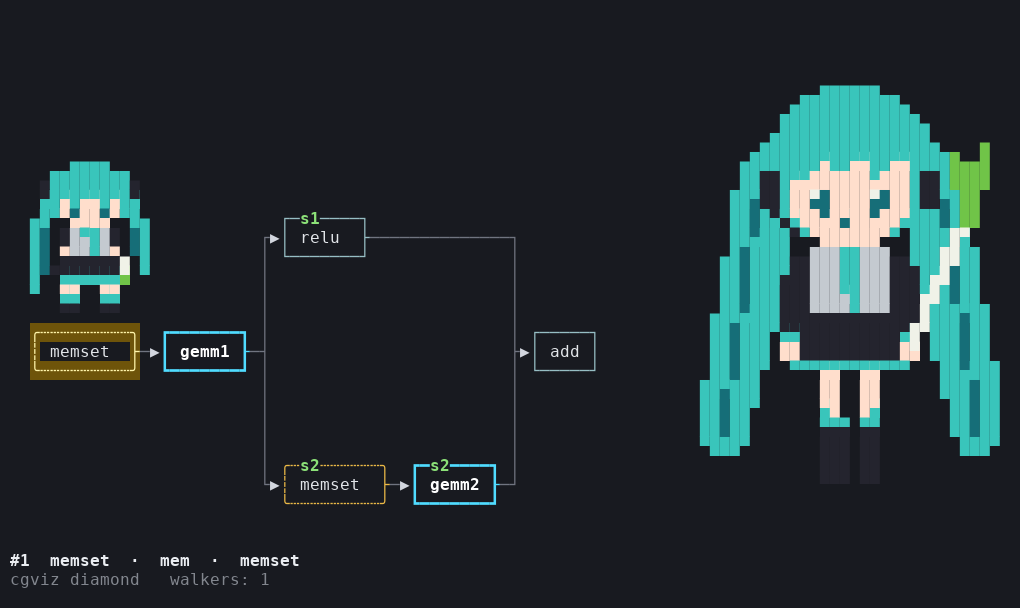 s1
relu
memset
gemm1
add
s2
s2
memset
gemm2
#1  memset  ·  mem  ·  memset
cgviz diamond   walkers: 1